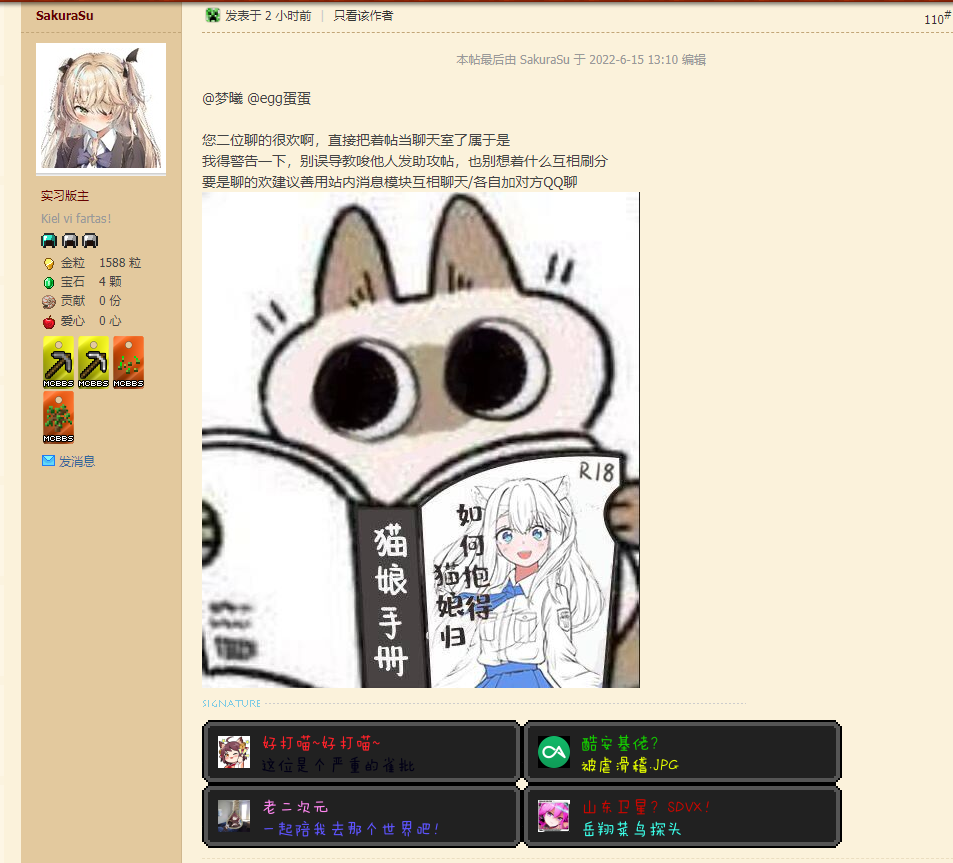 SakuraSu
发表于 2 小时前 | 只看该作者
110#
本帖最后由 SakuraSu 于 2022-6-15 13:10 编辑
@梦曦 @egg蛋蛋
您二位聊的很欢啊，直接把着帖当聊天室了属于是
我得警告一下，别误导教唆他人发助攻帖，也别想着什么互相刷分
要是聊的欢建议善用站内消息模块互相聊天/各自加对方QQ聊
实习版主
Kiel vi fartas!
金粒 1588 粒
宝石 4 颗
贡献 0 份
爱心 0 心
MCBBS
MCBBS
MCBBS
MCBBS
发消息
R18
如何抱得
猫娘归
猫娘手册
SIGNATURE
好打喵~好打喵~
这位是个严重的雀批
酷安基佬?
被虐滑稽.JPG
老二次元
一起陪我去那个世界吧!
山东卫星? SDVX!
岳翔菜鸟探头